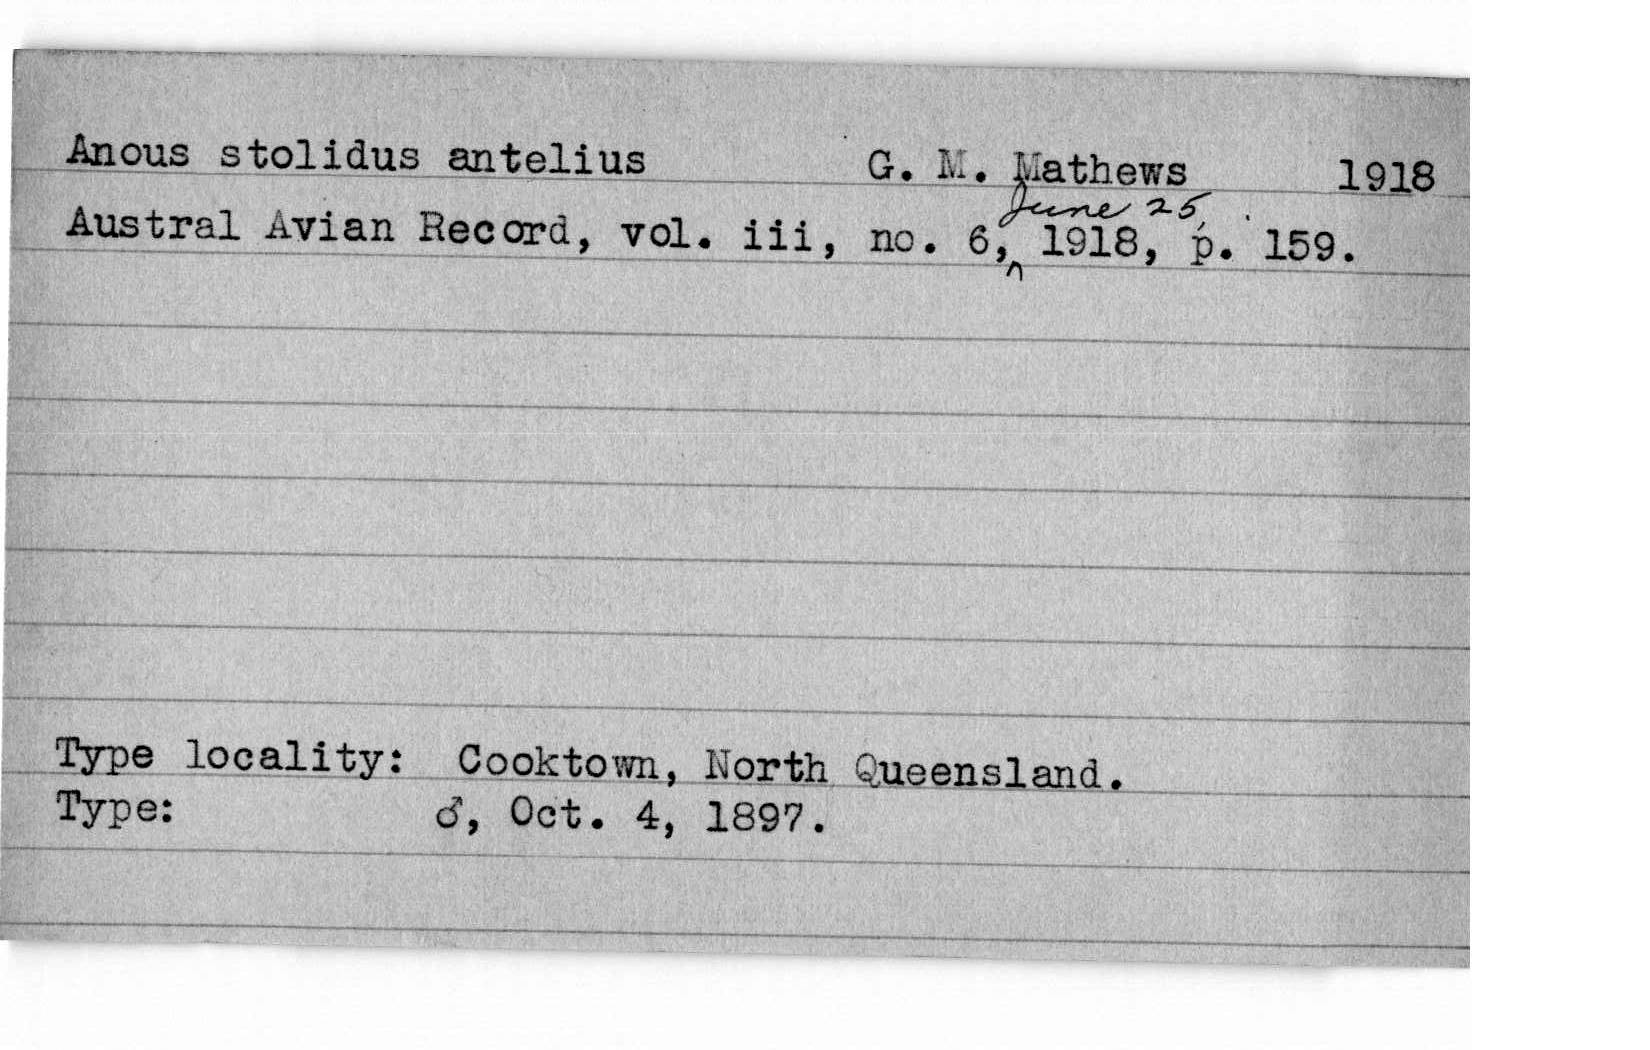 Anous stolidus antelius G. M. Mathews 1918
June 25,
Austral Avian Record, vol. iii, no. 6,^ 1918, p. 159.
Type locality: Cooktown, North Queensland.
Type: ♂, Oct. 4, 1897.